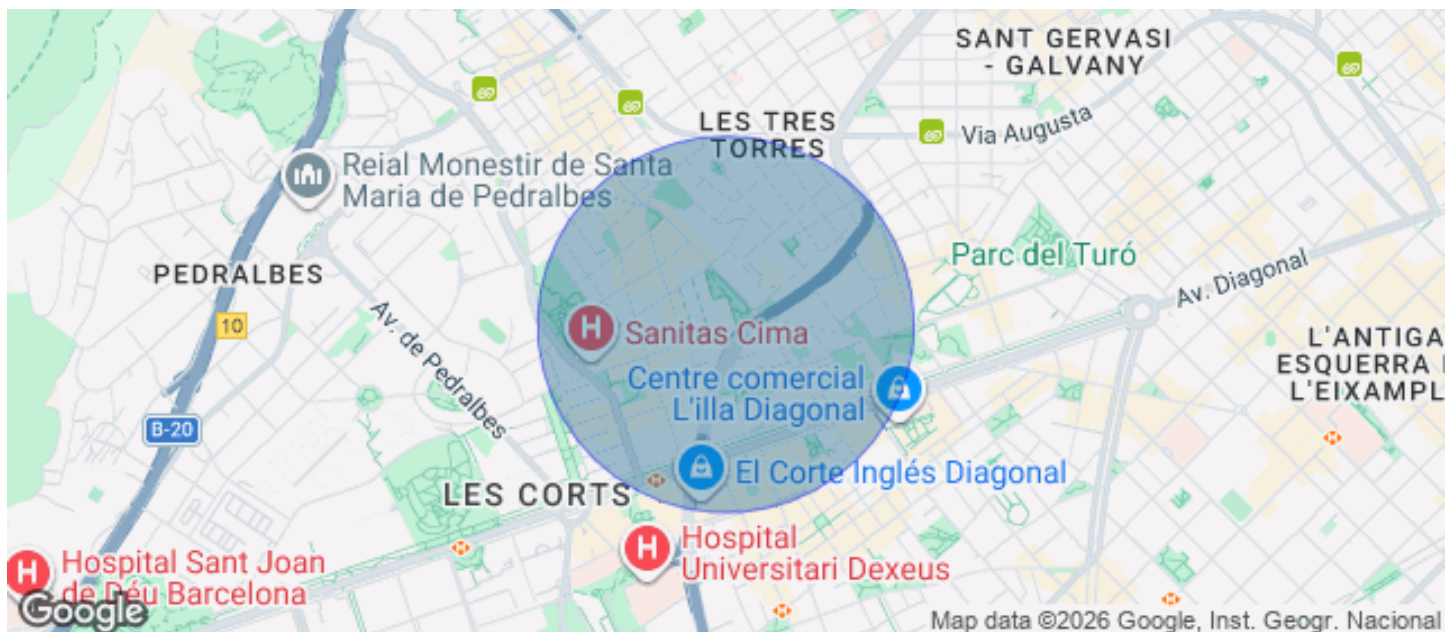 SANT GERVASI
- GALVANY
LES TRES
TORRES
Via Augusta
Reial Monestir de Santa
Maria de Pedralbes
PEDRALBES
Parc del Turó
Av. Diagonal
10
Av. de Pedralbes
H
Sanitas Cima
L'ANTIGA
ESQUERRA
L'EIXAMPL
Centre comercial
L'illa Diagonal
B-20
El Corte Inglés Diagonal
LES CORTS
H
Hospital
Universitari Dexeus
H
Hospital Sant Joan
de Déu Barcelona
Google
Map data ©2026 Google, Inst. Geogr. Nacional